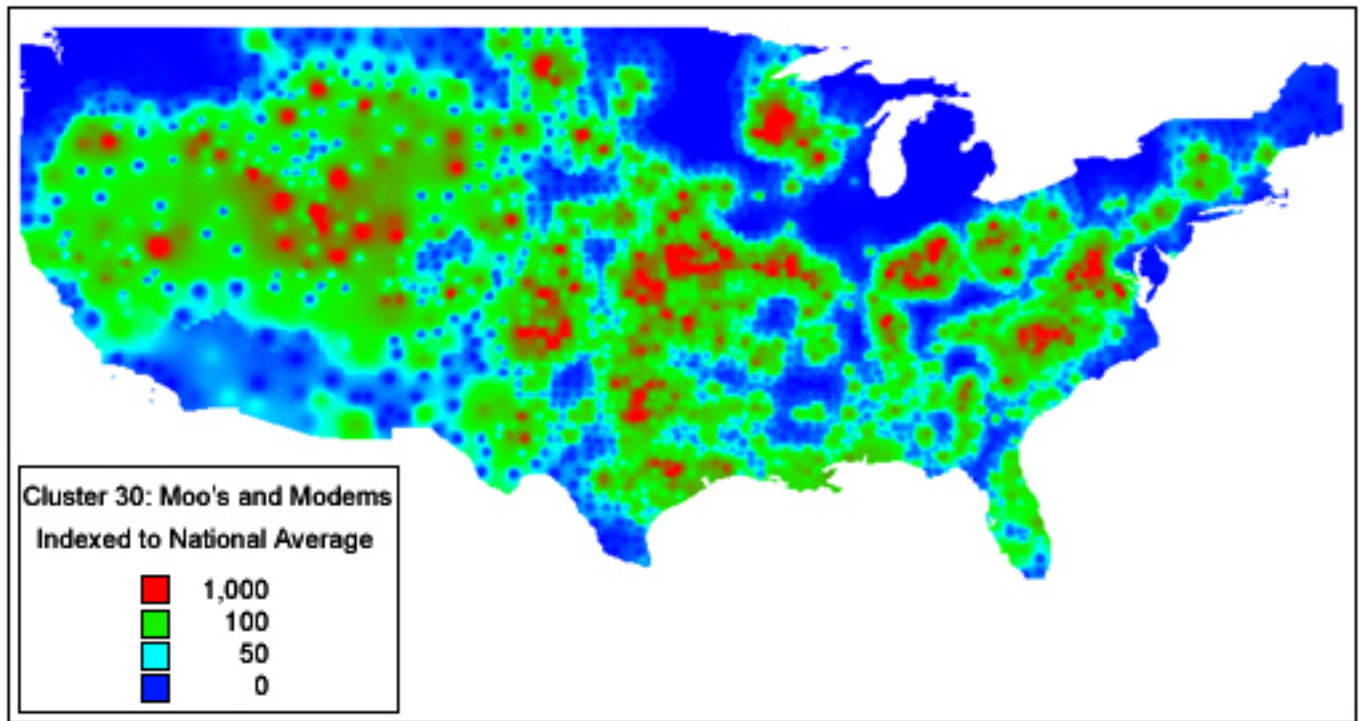 Cluster 30: Moo's and Modems
Indexed to National Average
1,000
100
50
0